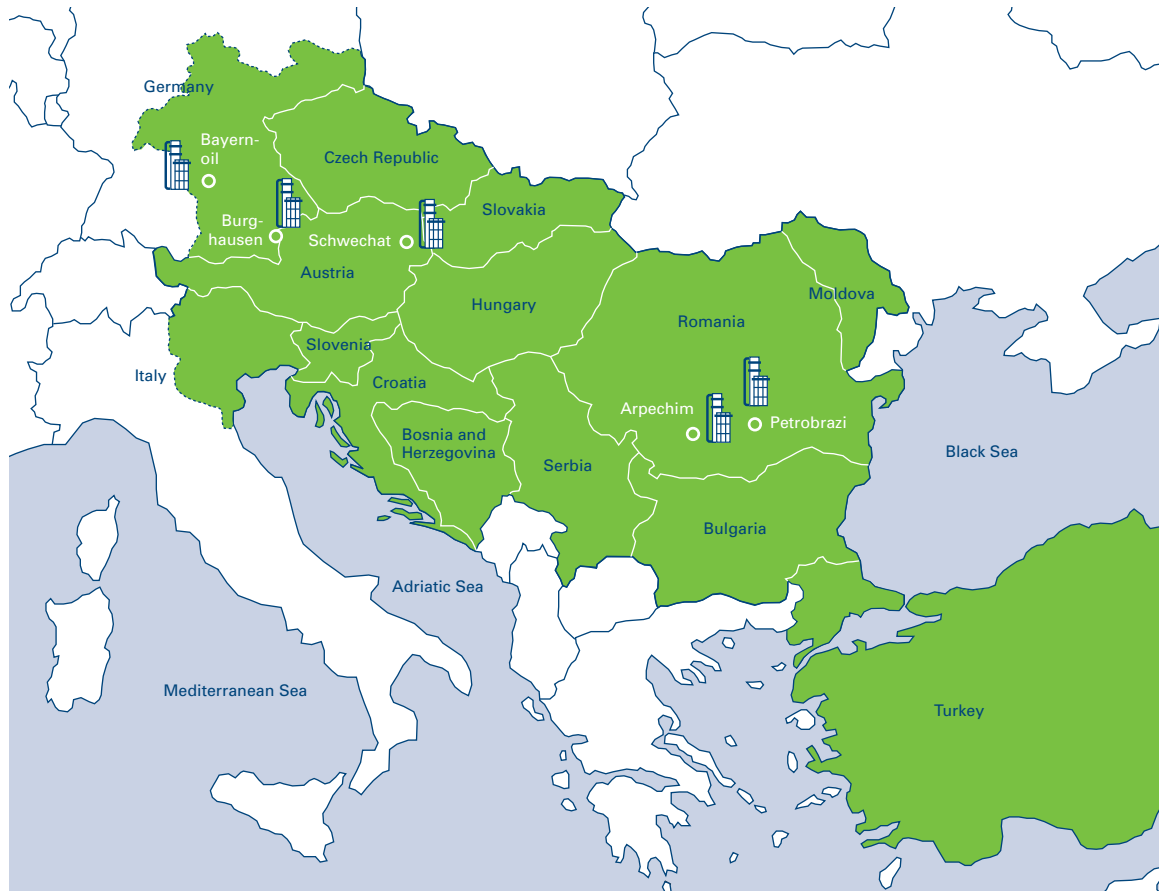 Germany
Bayern-
oil
Czech Republic
Slovakia
Burg-
hausen
Schwechat
Austria
Hungary
Moldova
Romania
Slovenia
Italy
Croatia
Arpechim
Petrobrazi
Bosnia and
Herzegovina
Serbia
Black Sea
Bulgaria
Adriatic Sea
Mediterranean Sea
Turkey